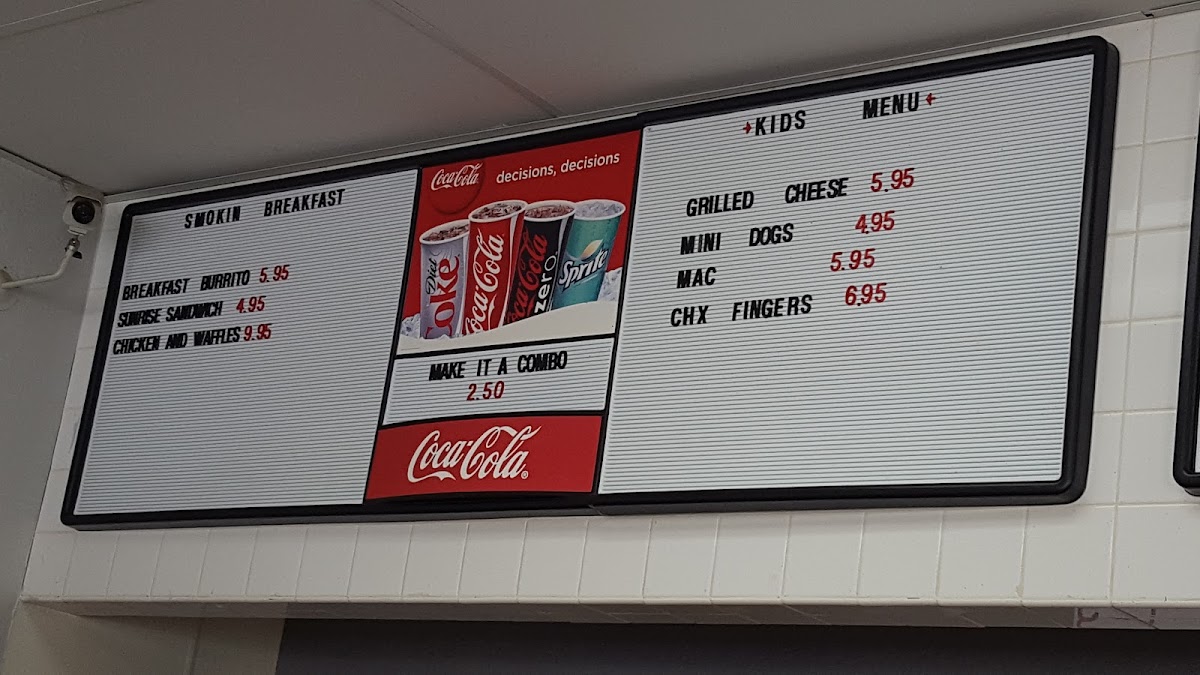 SMOKIN BREAKFAST
BREAKFAST BURRITO 5.95
SUNRISE SANDWICH 4.95
CHICKEN AND WAFFLES 9.95
Coca-Cola decisions, decisions
Diet Coke
Coca-Cola
Coca-Cola zero
Sprite
MAKE IT A COMBO
2.50
Coca-Cola®
KIDS MENU
GRILLED CHEESE 5.95
MINI DOGS 4.95
MAC 5.95
CHX FINGERS 6.95